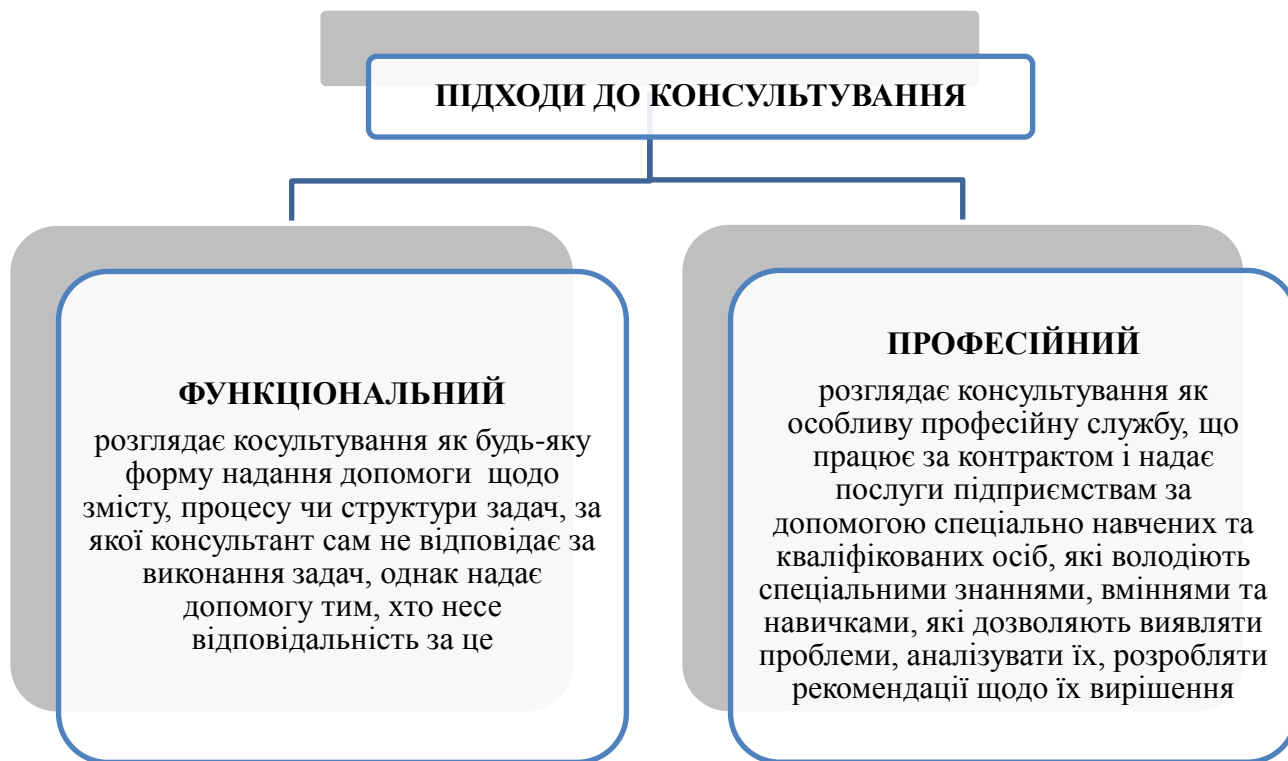 ПІДХОДИ ДО КОНСУЛЬТУВАННЯ
ФУНКЦІОНАЛЬНИЙ
розглядає косультування як будь-яку
форму надання допомоги щодо
змісту, процесу чи структури задач, за
якої консультант сам не відповідає за
виконання задач, однак надає
допомогу тим, хто несе
відповідальність за це
ПРОФЕСІЙНИЙ
розглядає консультування як
особливу професійну службу, що
працює за контрактом і надає
послуги підприємствам за
допомогою спеціально навчених та
кваліфікованих осіб, які володіють
спеціальними знаннями, вміннями та
навичками, які дозволяють виявляти
проблеми, аналізувати їх, розробляти
рекомендації щодо їх вирішення